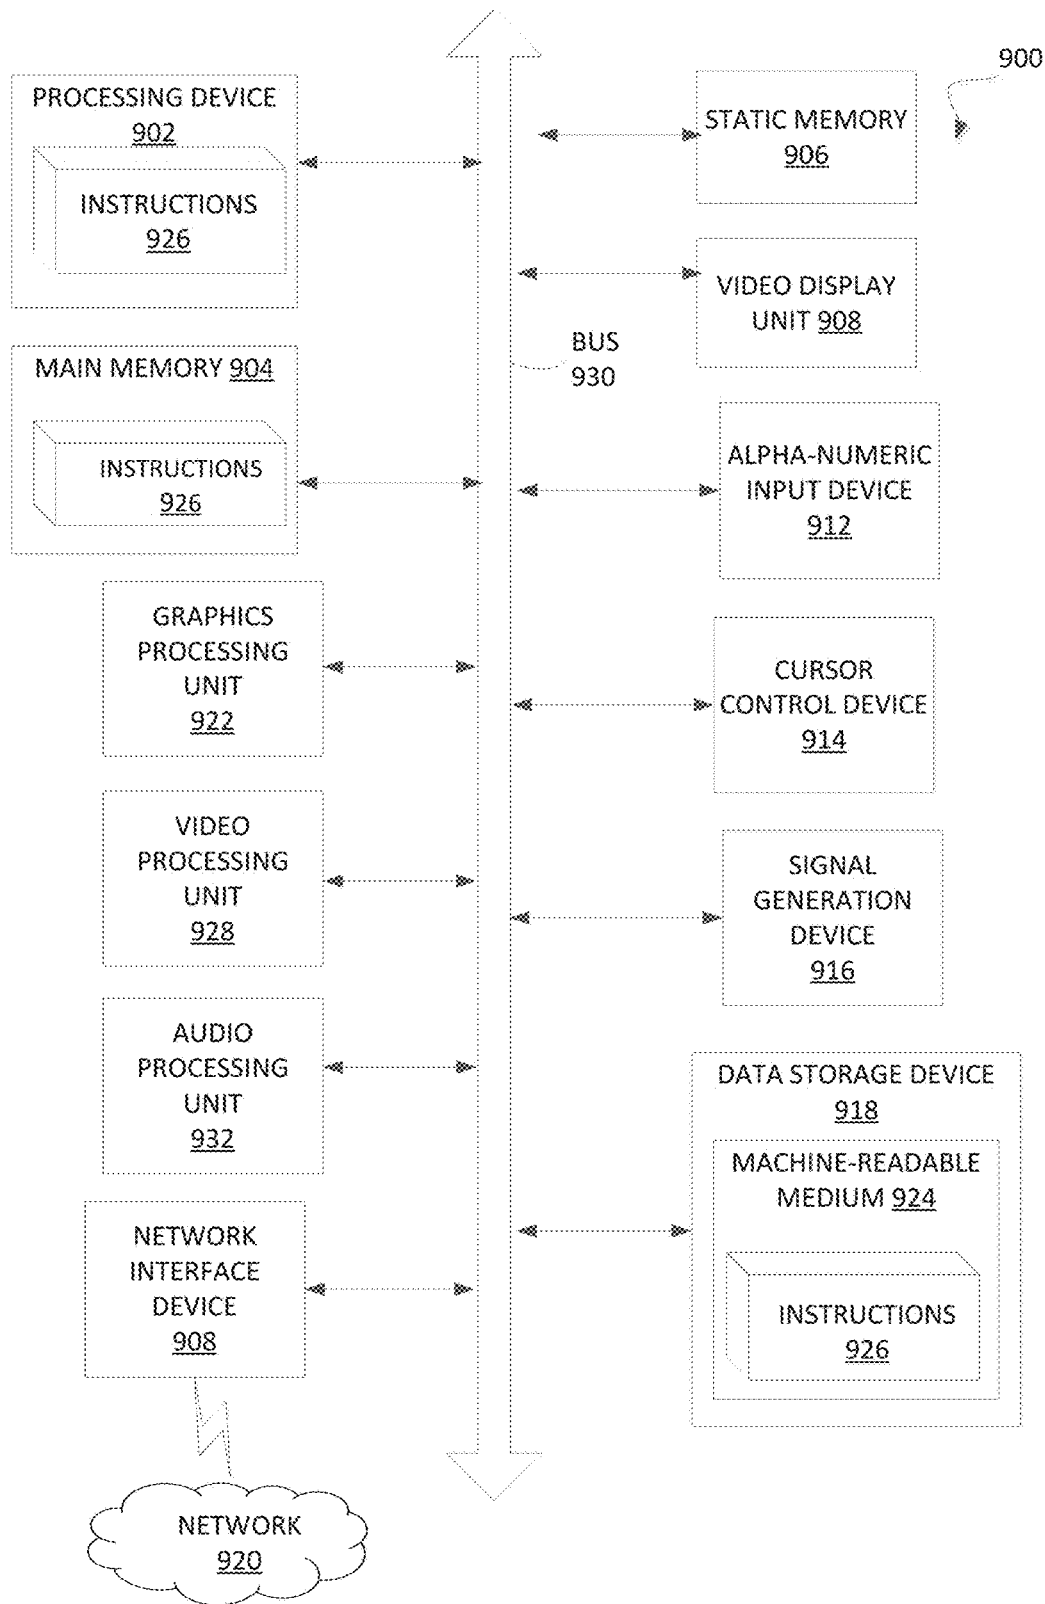 PROCESSING DEVICE
902
INSTRUCTIONS
926
MAIN MEMORY 904
INSTRUCTIONS
926
GRAPHICS
PROCESSING
UNIT
922
VIDEO
PROCESSING
UNIT
928
AUDIO
PROCESSING
UNIT
932
NETWORK
INTERFACE
DEVICE
908
NETWORK
920
BUS
930
900
STATIC MEMORY
906
VIDEO DISPLAY
UNIT 908
ALPHA-NUMERIC
INPUT DEVICE
912
CURSOR
CONTROL DEVICE
914
SIGNAL
GENERATION
DEVICE
916
DATA STORAGE DEVICE
918
MACHINE-READABLE
MEDIUM 924
INSTRUCTIONS
926